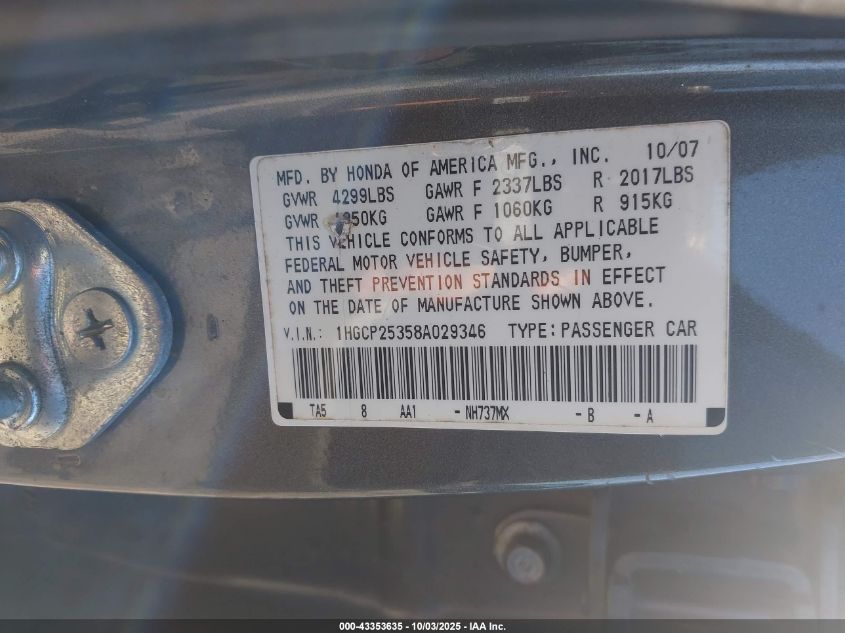 MFD. BY HONDA OF AMERICA MFG., INC. 10/07
GVWR 4299LBS GAWR F 2337LBS R 2017LBS
GVWR 1950KG GAWR F 1060KG R 915KG
THIS VEHICLE CONFORMS TO ALL APPLICABLE
FEDERAL MOTOR VEHICLE SAFETY, BUMPER,
AND THEFT PREVENTION STANDARDS IN EFFECT
ON THE DATE OF MANUFACTURE SHOWN ABOVE.
V.I.N.: 1HGCP25358A029346 TYPE: PASSENGER CAR
TA5 8 AA1 -NH737MX -B -A
000-43353635 - 10/03/2025 - IAA Inc.